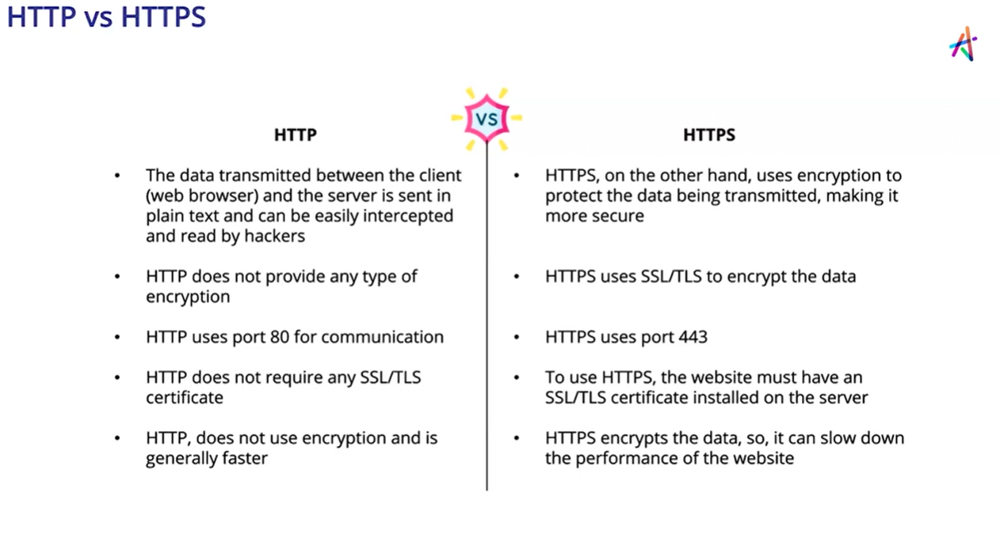 HTTP vs HTTPS
VS
HTTP
• The data transmitted between the client
(web browser) and the server is sent in
plain text and can be easily intercepted
and read by hackers
• HTTP does not provide any type of
encryption
• HTTP uses port 80 for communication
• HTTP does not require any SSL/TLS
certificate
• HTTP, does not use encryption and is
generally faster
HTTPS
• HTTPS, on the other hand, uses encryption to
protect the data being transmitted, making it
more secure
• HTTPS uses SSL/TLS to encrypt the data
• HTTPS uses port 443
• To use HTTPS, the website must have an
SSL/TLS certificate installed on the server
• HTTPS encrypts the data, so, it can slow down
the performance of the website